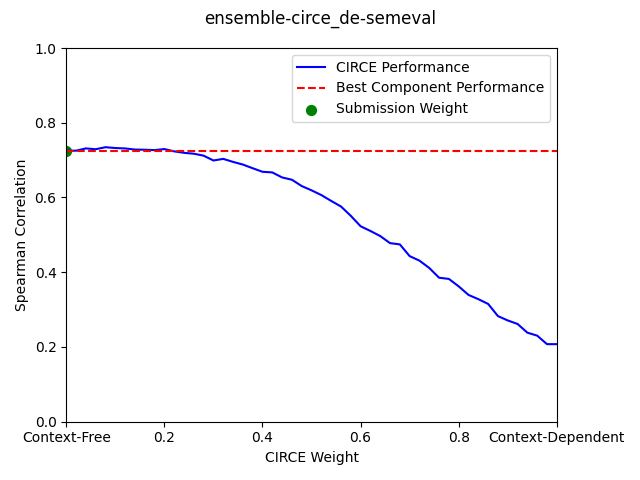 ensemble-circe_de-semeval
CIRCE Performance
Best Component Performance
Submission Weight
Spearman Correlation
1.0
0.8
0.6
0.4
0.2
0.0
Context-Free 0.2 0.4 0.6 0.8 Context-Dependent
CIRCE Weight